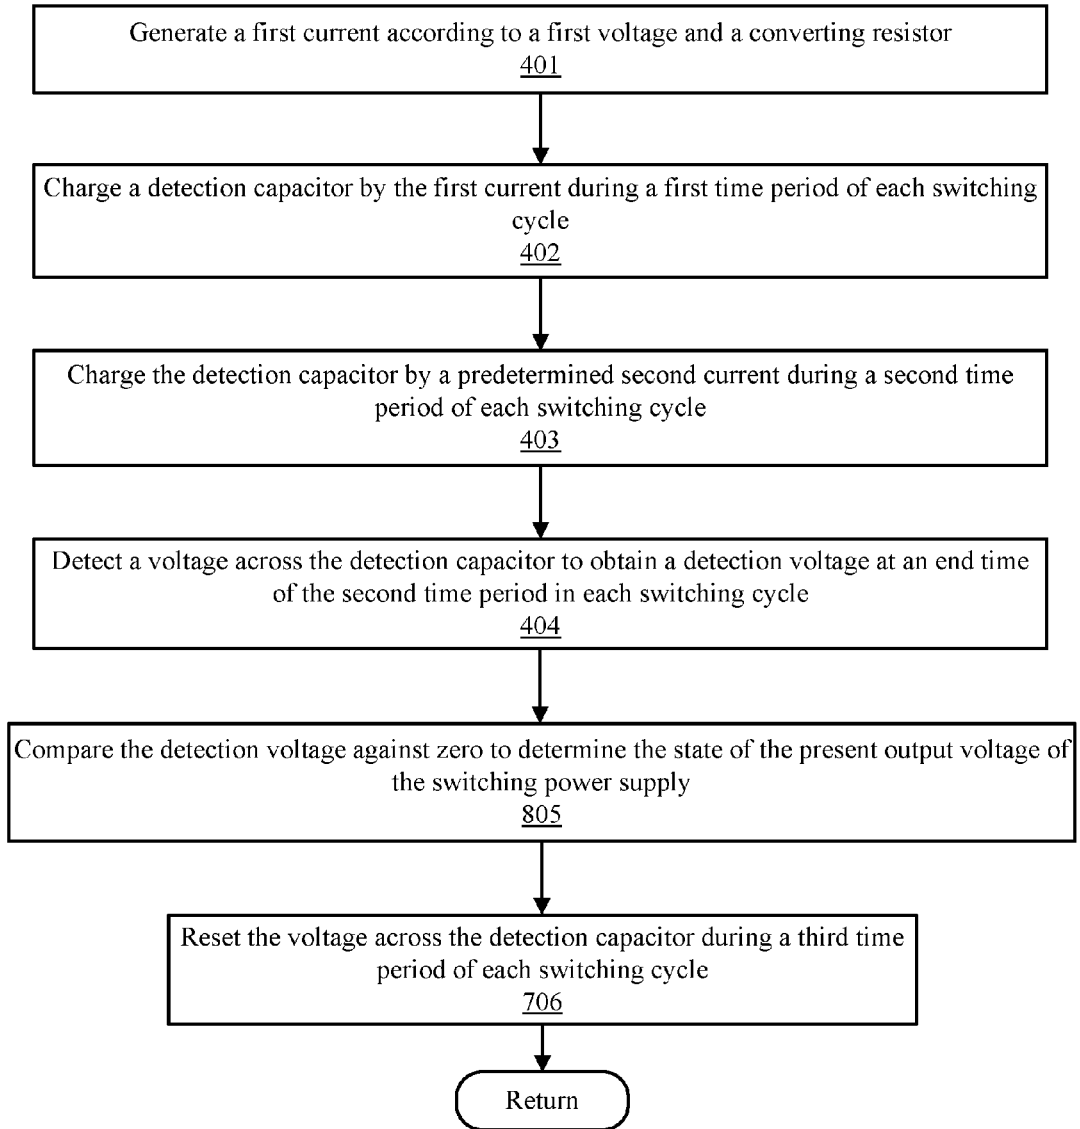 Generate a first current according to a first voltage and a converting resistor
401
Charge a detection capacitor by the first current during a first time period of each switching
cycle
402
Charge the detection capacitor by a predetermined second current during a second time
period of each switching cycle
403
Detect a voltage across the detection capacitor to obtain a detection voltage at an end time
of the second time period in each switching cycle
404
Compare the detection voltage against zero to determine the state of the present output voltage of
the switching power supply
805
Reset the voltage across the detection capacitor during a third time
period of each switching cycle
706
Return